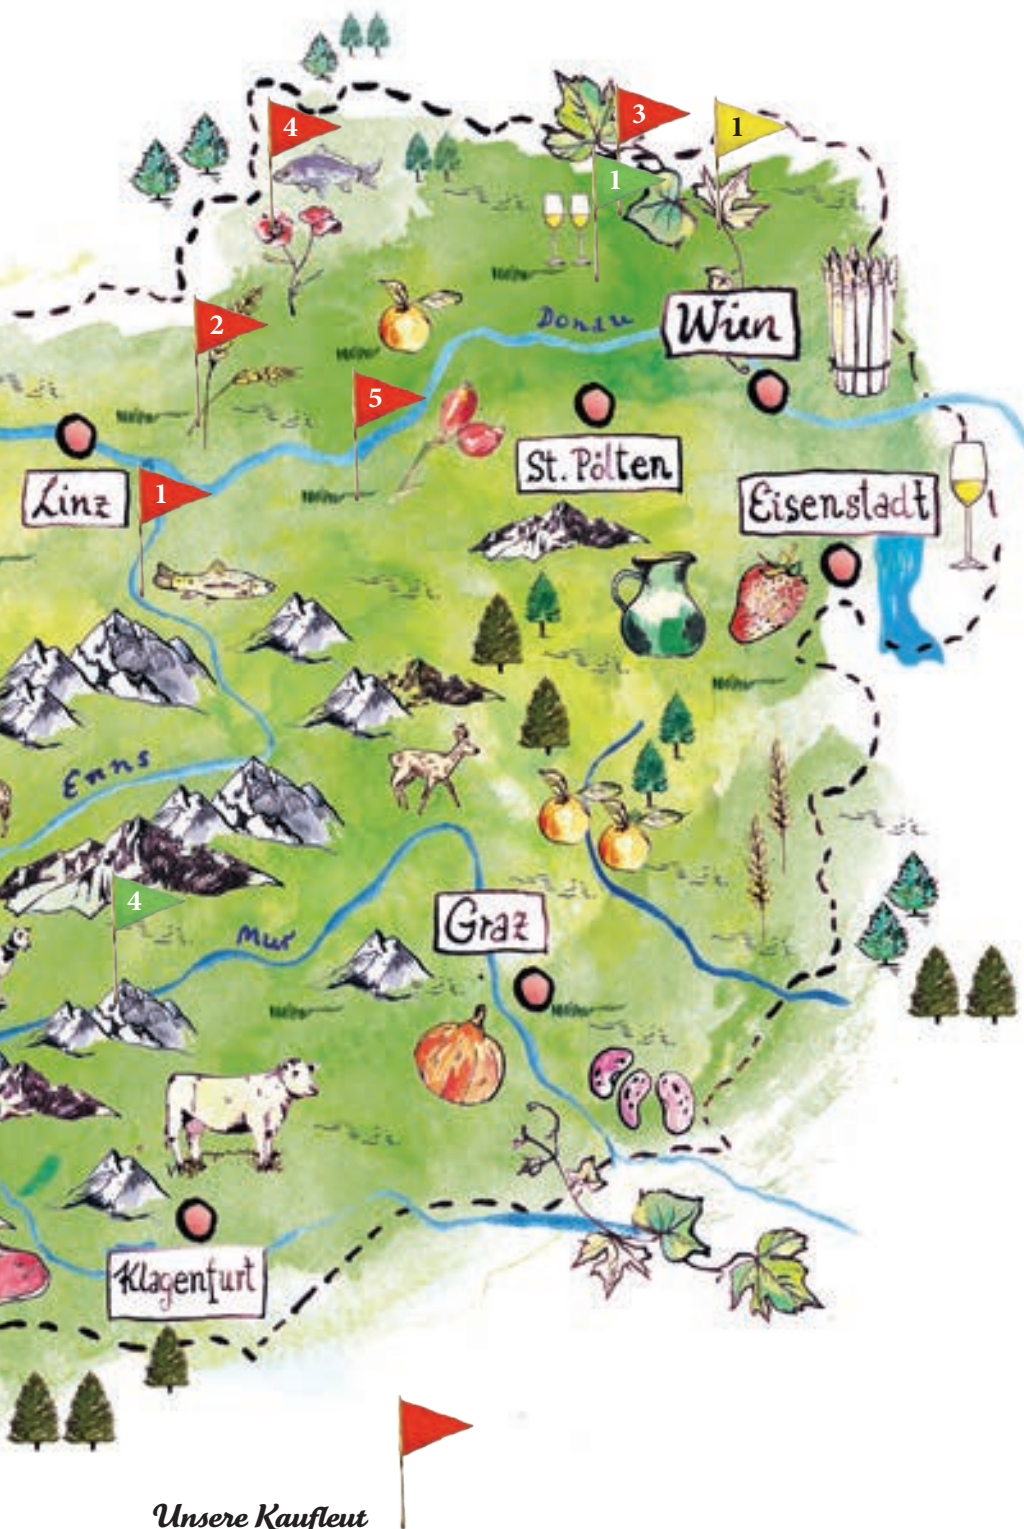 4
3
1
1
2
Donau
Wien
5
St. Pölten
Linz
1
Eisenstadt
Enns
4
Graz
Mur
Klagenfurt
Unsere Kaufleut